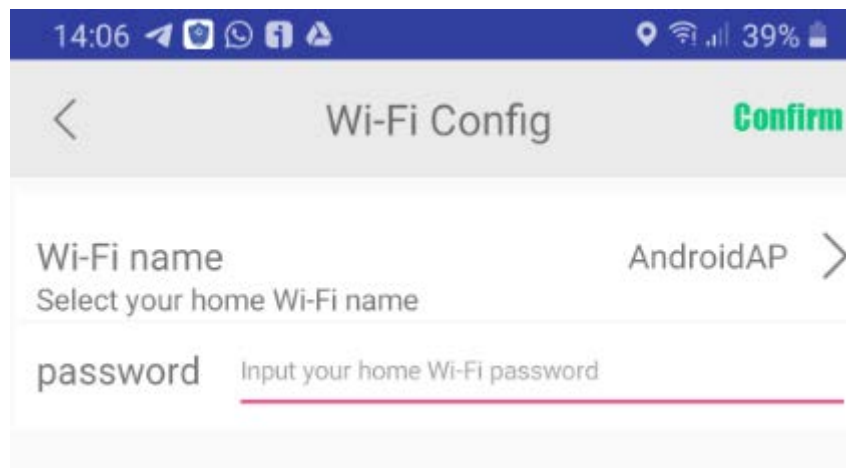 14:06 39%
Wi-Fi Config Confirm
Wi-Fi name AndroidAP
Select your home Wi-Fi name
password Input your home Wi-Fi password